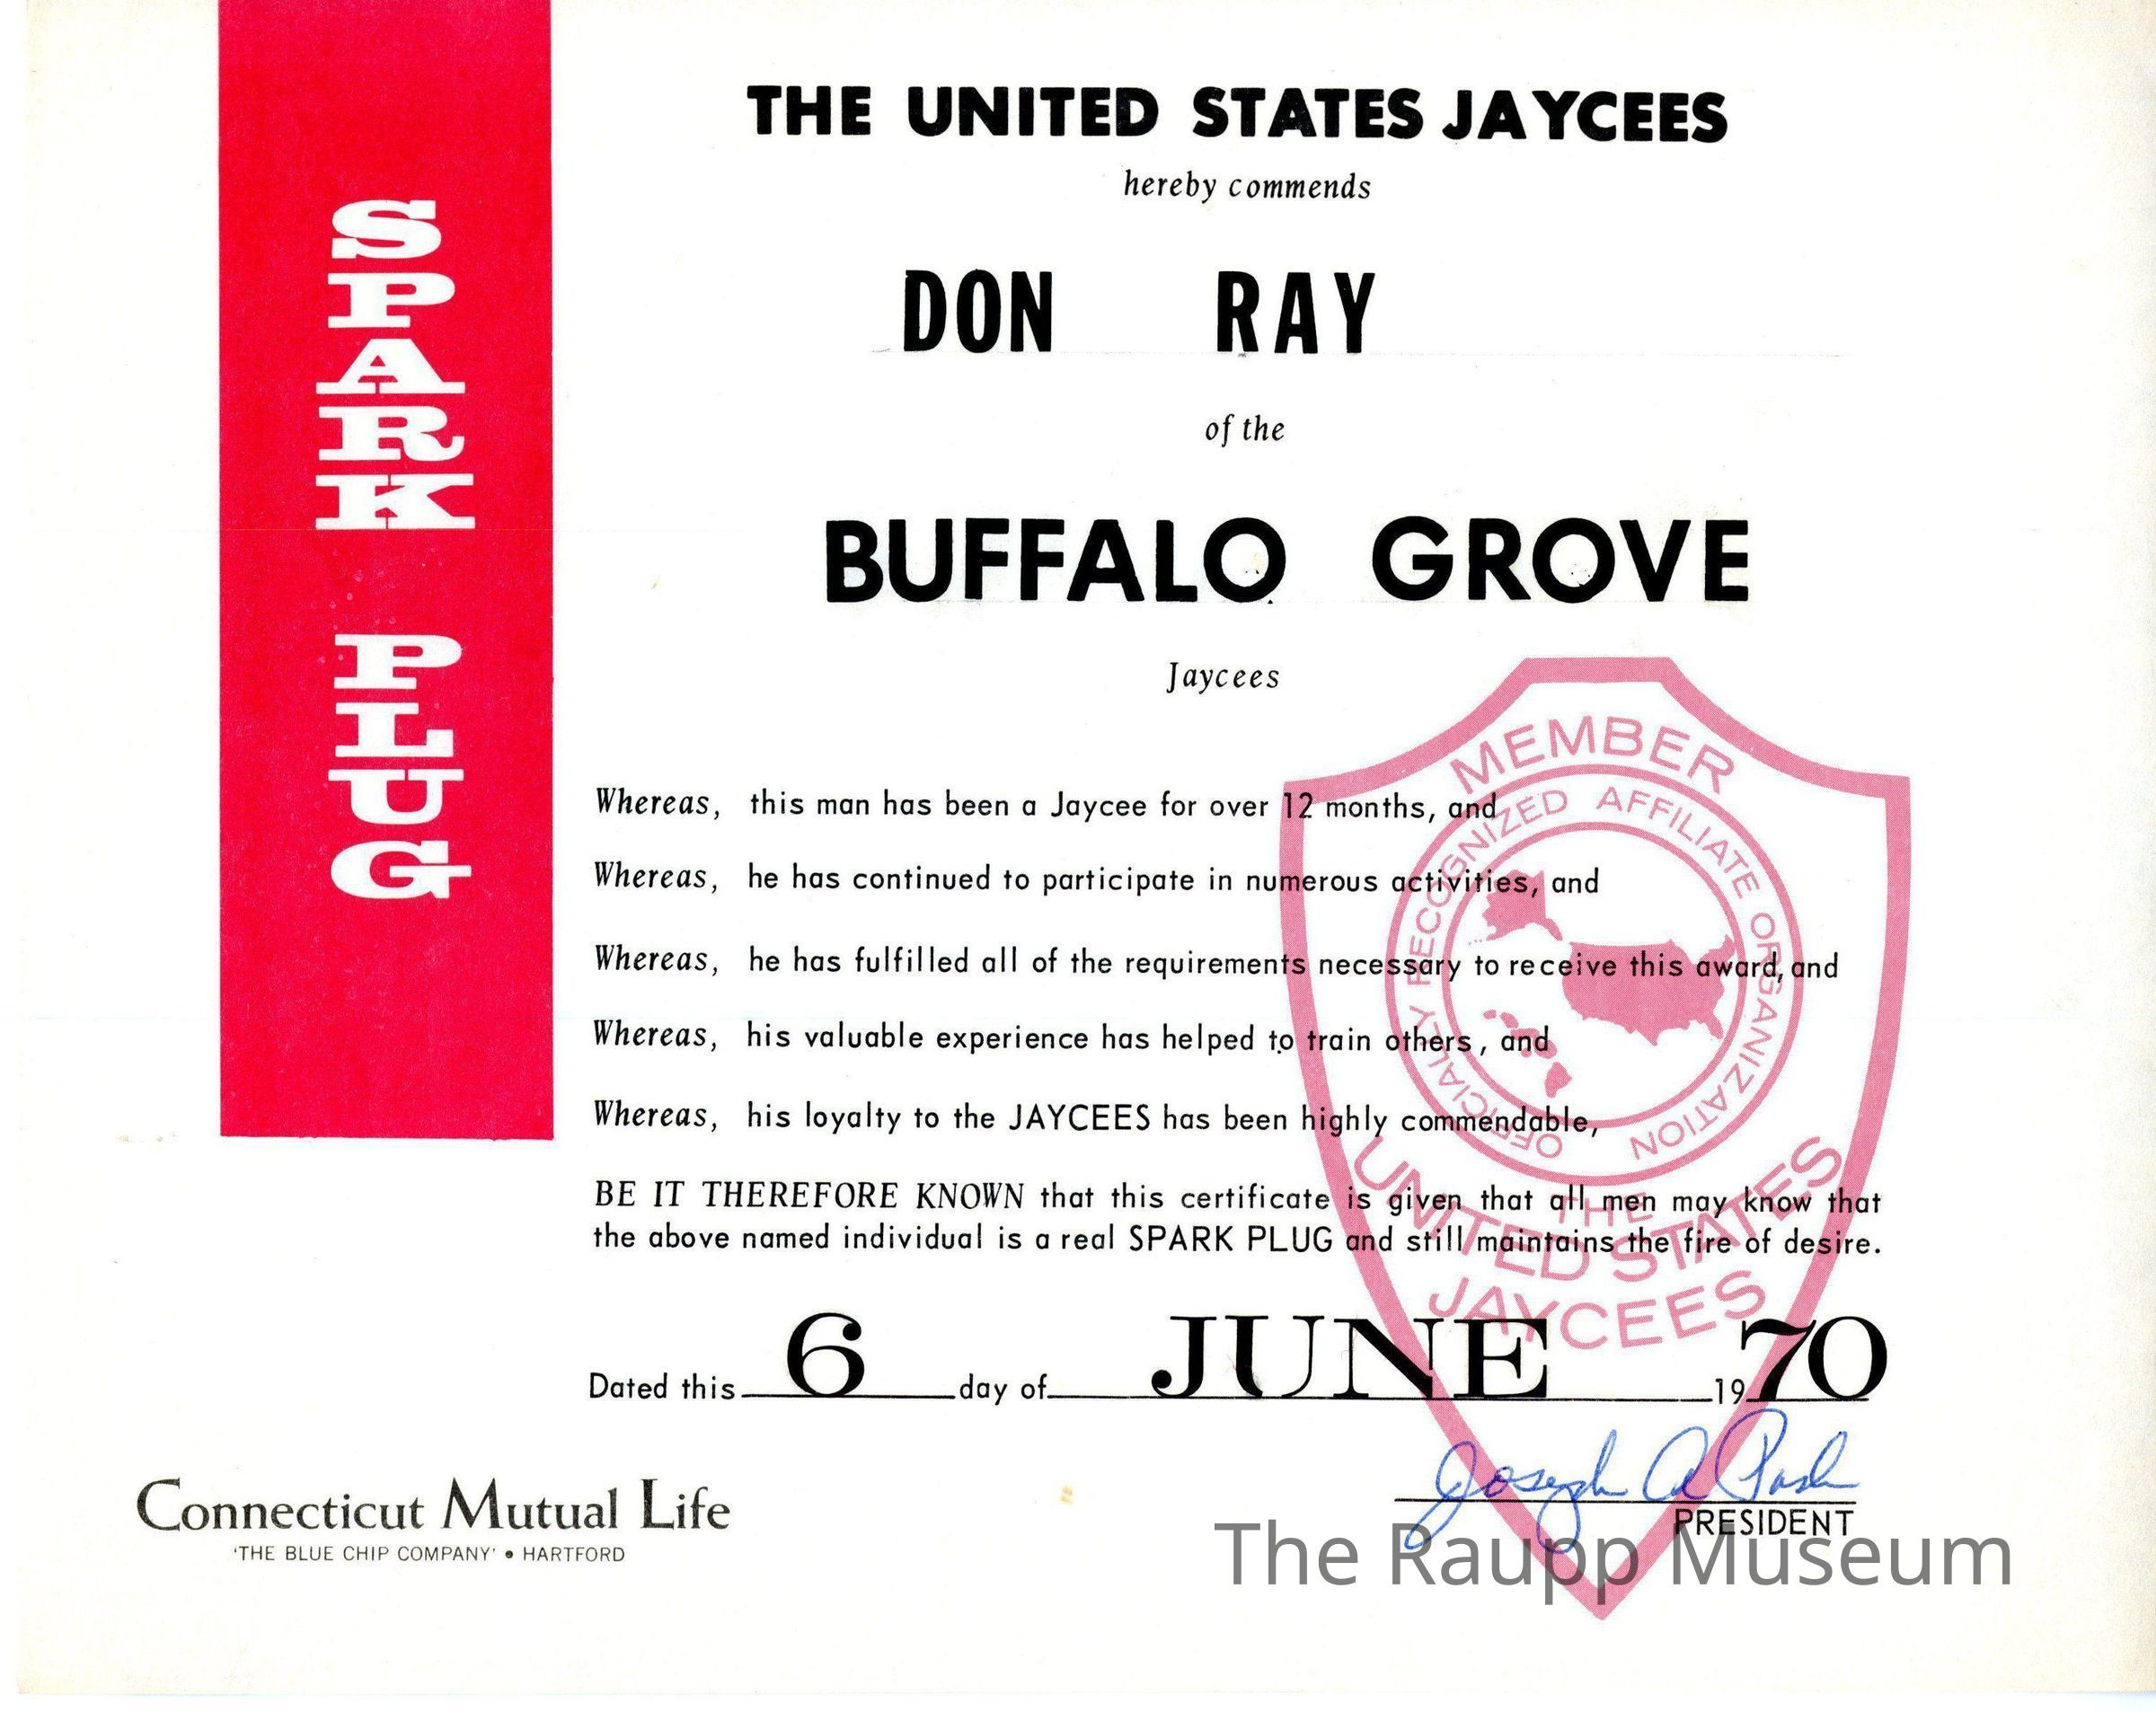 SPARK PLUG
THE UNITED STATES JAYCEES
hereby commends
DON RAY
of the
BUFFALO GROVE
Jaycees
Whereas, this man has been a Jaycee for over 12 months, and
Whereas, he has continued to participate in numerous activities, and
Whereas, he has fulfilled all of the requirements necessary to receive this award, and
Whereas, his valuable experience has helped to train others, and
Whereas, his loyalty to the JAYCEES has been highly commendable,
BE IT THEREFORE KNOWN that this certificate is given that all men may know that
the above named individual is a real SPARK PLUG and still maintains the fire of desire.
MEMBER
OFFICIALLY RECOGNIZED AFFILIATE ORGANIZATION
THE
UNITED STATES
JAYCEES
Dated this 6 day of JUNE 1970
Joseph A
PRESIDENT
Connecticut Mutual Life
'THE BLUE CHIP COMPANY' • HARTFORD
The Raupp Museum